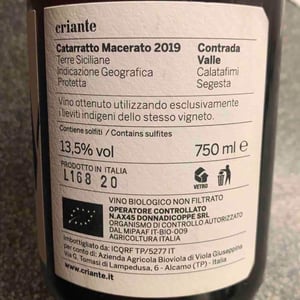 criante
Catarratto Macerato 2019
Terre Siciliane
Indicazione Geografica
Protetta
Contrada
Valle
Calatafimi
Segesta
Vino ottenuto utilizzando esclusivamente
i lieviti indigeni dello stesso vigneto.
Contiene solfiti / Contains sulfites
13,5% vol
750 ml e
PRODOTTO IN ITALIA
L168 20
VETRO
VINO BIOLOGICO NON FILTRATO
OPERATORE CONTROLLATO
N.AX45 DONNADICOPPE SRL
ORGANISMO DI CONTROLLO AUTORIZZATO
DAL MIPAAF IT-BIO-009
AGRICOLTURA ITALIA
Imbottigliato da: ICQRF TP/5277 IT
per conto di: Azienda Agricola Bioviola di Viola Giuseppina
Via G. Tomasi di Lampedusa, 6 - Alcamo (TP) - Italia
www.criante.it